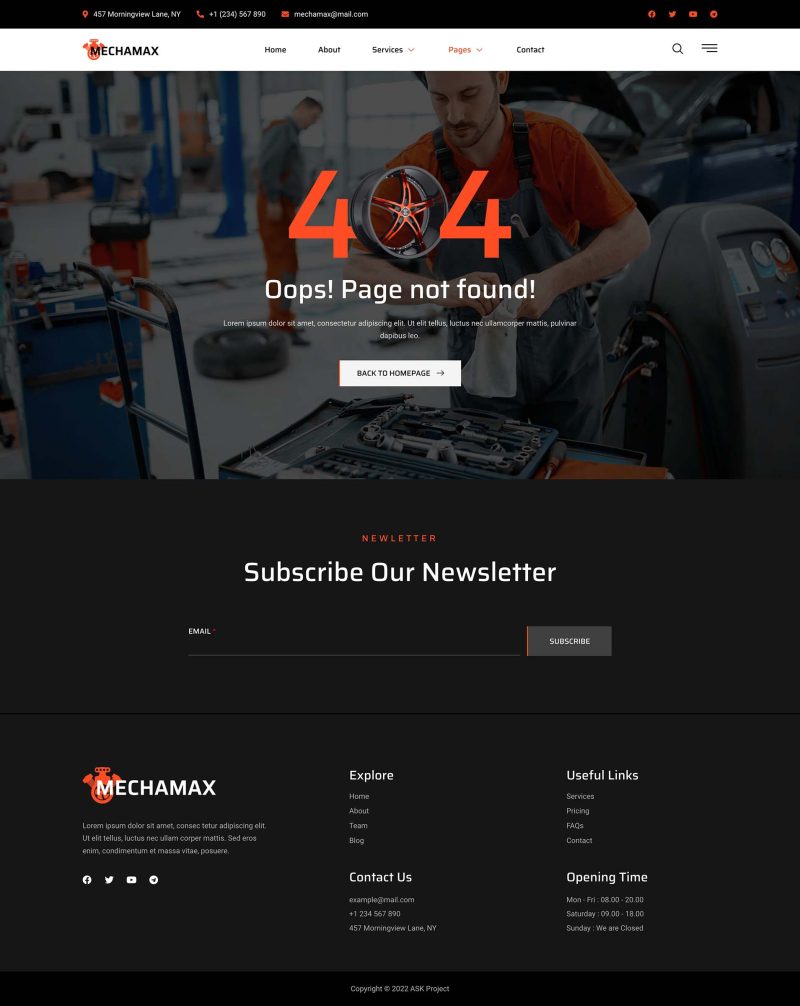 457 Morningview Lane, NY +1 (234) 567 890 mechamax@mail.com
MECHAMAX Home About Services Pages Contact
4 4
Oops! Page not found!
Lorem ipsum dolor sit amet, consectetur adipiscing elit. Ut elit tellus, luctus nec ullamcorper mattis, pulvinar
dapibus leo.
BACK TO HOMEPAGE
NEWLETTER
Subscribe Our Newsletter
EMAIL *
SUBSCRIBE
MECHAMAX
Lorem ipsum dolor sit amet, consec tetur adipiscing elit.
Ut elit tellus, luctus nec ullam corper mattis. Sed eros
enim, condimentum et massa vitae, posuere.
Explore
Home
About
Team
Blog
Useful Links
Services
Pricing
FAQs
Contact
Contact Us
example@mail.com
+1 234 567 890
457 Morningview Lane, NY
Opening Time
Mon - Fri : 08.00 - 20.00
Saturday : 09.00 - 18.00
Sunday : We are Closed
Copyright © 2022 ASK Project